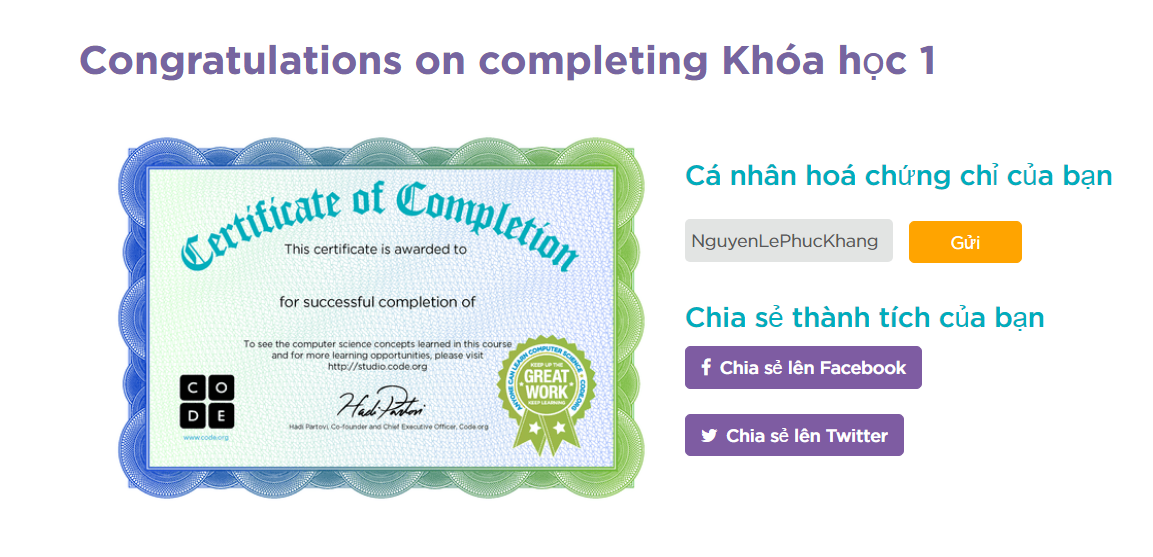 Congratulations on completing Khóa học 1
Certificate of Completion
This certificate is awarded to
for successful completion of
To see the computer science concepts learned in this course
and for more learning opportunities, please visit
http://studio.code.org
C O
D E
www.code.org
Hadi Partovi
Hadi Partovi, Co-founder and Chief Executive Officer, Code.org
ANYONE CAN LEARN COMPUTER SCIENCE • CODE.ORG •
KEEP UP THE
GREAT
WORK
KEEP LEARNING
Cá nhân hoá chứng chỉ của bạn
NguyenLePhucKhang
Gửi
Chia sẻ thành tích của bạn
Chia sẻ lên Facebook
Chia sẻ lên Twitter